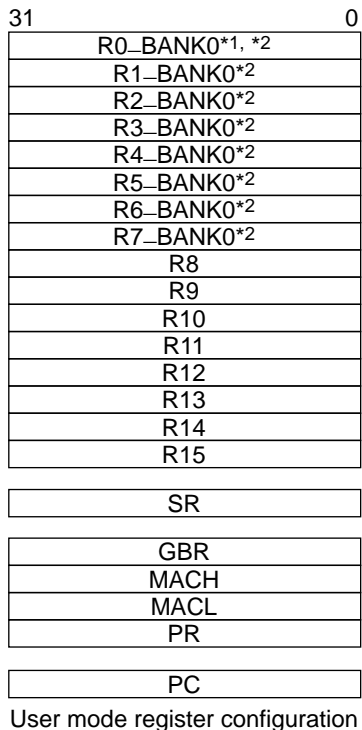 31 0
R0_BANK0*1, *2
R1_BANK0*2
R2_BANK0*2
R3_BANK0*2
R4_BANK0*2
R5_BANK0*2
R6_BANK0*2
R7_BANK0*2
R8
R9
R10
R11
R12
R13
R14
R15
SR
GBR
MACH
MACL
PR
PC
User mode register configuration